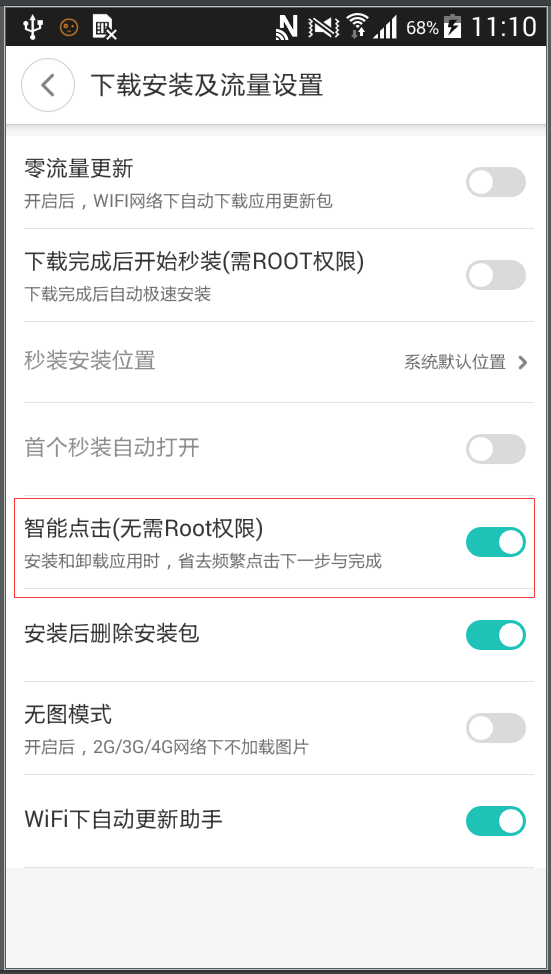 68% 11:10
下载安装及流量设置
零流量更新
开启后，WIFI网络下自动下载应用更新包
下载完成后开始秒装(需ROOT权限)
下载完成后自动极速安装
秒装安装位置 系统默认位置
首个秒装自动打开
智能点击(无需Root权限)
安装和卸载应用时，省去频繁点击下一步与完成
安装后删除安装包
无图模式
开启后，2G/3G/4G网络下不加载图片
WiFi下自动更新助手